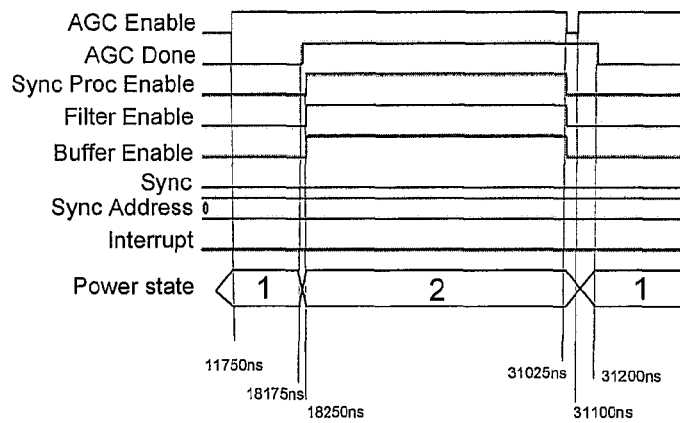 AGC Enable
AGC Done
Sync Proc Enable
Filter Enable
Buffer Enable
Sync
Sync Address 0
Interrupt
Power state 1 2 1
11750ns 31025ns 31200ns
18175ns
18250ns 31100ns